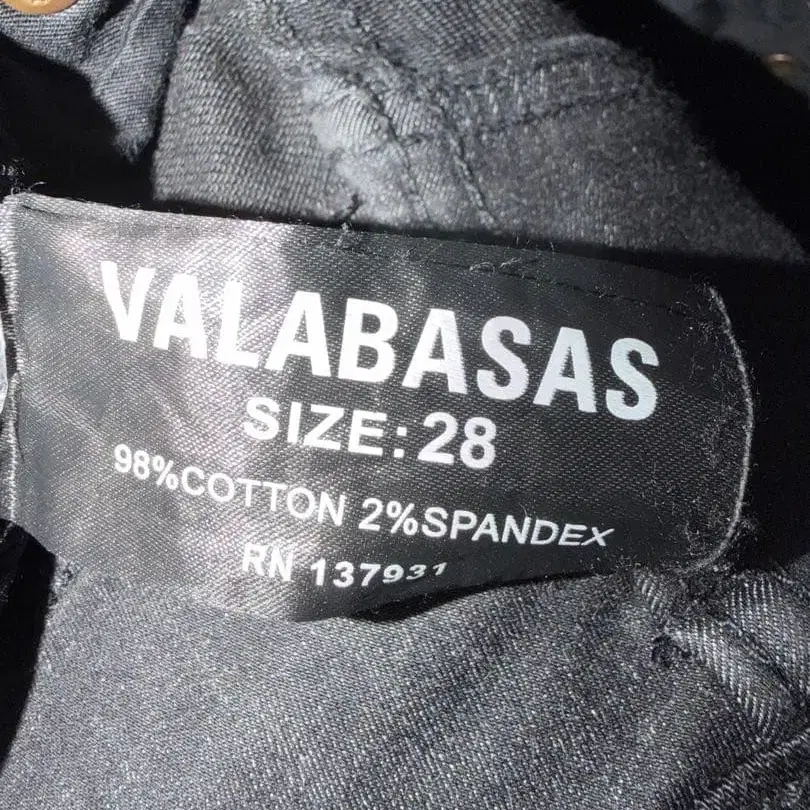 VALABASAS
SIZE:28
98%COTTON 2%SPANDEX
RN 137931